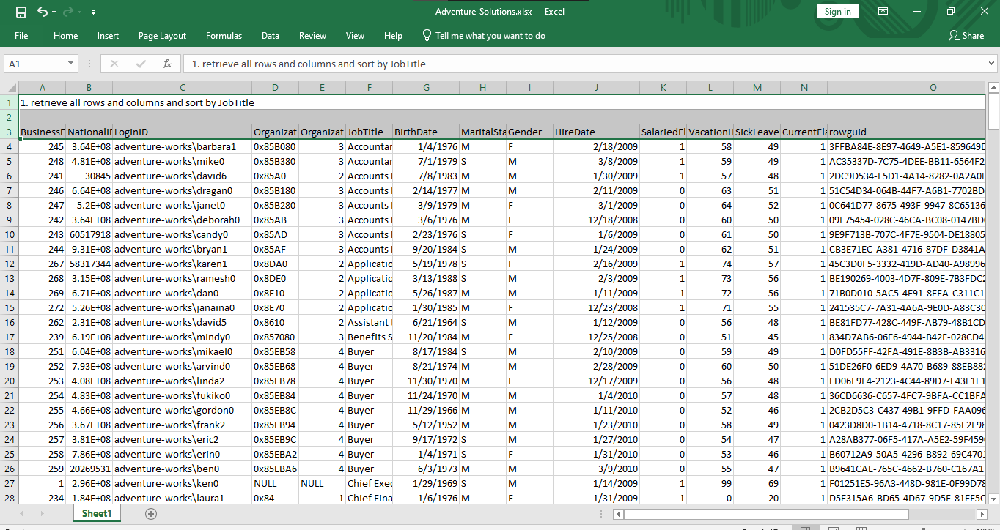 Adventure-Solutions.xlsx - Excel
Sign in
File Home Insert Page Layout Formulas Data Review View Help Tell me what you want to do Share
A1 fx 1. retrieve all rows and columns and sort by JobTitle
A B C D E F G H I J K L M N O
1 1. retrieve all rows and columns and sort by JobTitle
2
3 BusinessE NationalID LoginID Organizati Organizati JobTitle BirthDate MaritalSta Gender HireDate SalariedFl VacationH SickLeave CurrentFla rowguid
4 245 3.64E+08 adventure-works\barbara1 0x85B080 3 Accountan 1/4/1976 M F 2/18/2009 1 58 49 1 3FFBA84E-8E97-4649-A5E1-859649D
5 248 4.81E+08 adventure-works\mike0 0x85B380 3 Accountan 7/1/1979 S M 3/8/2009 1 59 49 1 AC35337D-7C75-4DEE-BB11-6564F2
6 241 30845 adventure-works\david6 0x85A0 2 Accounts 7/8/1983 M M 1/30/2009 1 57 48 1 2DC9D534-F5D1-4A14-8282-0A2A0E
7 246 6.64E+08 adventure-works\dragan0 0x85B180 3 Accounts 2/14/1977 M M 2/11/2009 0 63 51 1 51C54D34-064B-44F7-A6B1-7702BD
8 247 5.2E+08 adventure-works\janet0 0x85B280 3 Accounts 3/9/1979 M F 3/1/2009 0 64 52 1 0C641D77-8675-493F-9947-8C65136
9 242 3.64E+08 adventure-works\deborah0 0x85AB 3 Accounts 3/6/1976 M F 12/18/2008 0 60 50 1 09F75454-028C-46CA-BC08-0147BD
10 243 60517918 adventure-works\candy0 0x85AD 3 Accounts 2/23/1976 S F 1/6/2009 0 61 50 1 9E9F713B-707C-4F7E-9504-DE18805
11 244 9.31E+08 adventure-works\bryan1 0x85AF 3 Accounts 9/20/1984 S M 1/24/2009 0 62 51 1 CB3E71EC-A381-4716-87DF-D3841A
12 267 58317344 adventure-works\karen1 0x8DA0 2 Applicatio 5/19/1978 S F 2/16/2009 1 74 57 1 45C3D0F5-3332-419D-AD40-A98996
13 268 3.15E+08 adventure-works\ramesh0 0x8DE0 2 Applicatio 3/13/1988 S M 2/3/2009 1 73 56 1 BE190269-4003-4D7F-809E-7B3FDC2
14 269 6.71E+08 adventure-works\dan0 0x8E10 2 Applicatio 5/26/1987 M M 1/11/2009 1 72 56 1 71B0D010-5AC5-4E91-8EFA-C311C1
15 272 5.26E+08 adventure-works\janaina0 0x8E70 2 Applicatio 1/30/1985 M F 12/23/2008 1 71 55 1 241535C7-7A31-4A6A-9E0D-A83C30
16 262 2.31E+08 adventure-works\david5 0x8610 2 Assistant 6/21/1964 S M 1/12/2009 0 56 48 1 BE81FD77-428C-449F-AB79-48B1CD
17 239 6.19E+08 adventure-works\mindy0 0x857080 3 Benefits S 11/20/1984 M F 12/25/2008 0 51 45 1 834D7AB6-06E6-4944-B42F-028CD4
18 251 6.04E+08 adventure-works\mikael0 0x85EB58 4 Buyer 8/17/1984 S M 2/10/2009 0 59 49 1 D0FD55FF-42FA-491E-8B3B-AB3316
19 252 7.93E+08 adventure-works\arvind0 0x85EB68 4 Buyer 8/21/1974 M M 2/28/2009 0 60 50 1 51DE26F0-6ED9-4A70-B689-88EB882
20 253 4.08E+08 adventure-works\linda2 0x85EB78 4 Buyer 11/30/1970 M F 12/17/2009 0 56 48 1 ED06F9F4-2123-4C44-89D7-E43E1E1
21 254 4.83E+08 adventure-works\fukiko0 0x85EB84 4 Buyer 11/24/1970 M M 1/4/2010 0 57 48 1 36CD6636-C657-4FC7-9BFA-CC1BFA
22 255 4.66E+08 adventure-works\gordon0 0x85EB8C 4 Buyer 11/29/1966 M M 1/11/2010 0 52 46 1 2CB2D5C3-C437-49B1-9FFD-FAA096
23 256 3.67E+08 adventure-works\frank2 0x85EB94 4 Buyer 5/12/1952 M M 1/23/2010 0 58 49 1 0423D8D0-1B14-4718-8C17-85E2F98
24 257 3.81E+08 adventure-works\eric2 0x85EB9C 4 Buyer 9/17/1972 S M 1/27/2010 0 54 47 1 A28AB377-06F5-417A-A5E2-59F459
25 258 7.86E+08 adventure-works\erin0 0x85EBA2 4 Buyer 1/4/1971 S F 1/31/2010 0 53 46 1 B60712A9-50A5-4296-B892-69C4701
26 259 20269531 adventure-works\ben0 0x85EBA6 4 Buyer 6/3/1973 M M 3/9/2010 0 55 47 1 B9641CAE-765C-4662-B760-C167A1
27 1 2.96E+08 adventure-works\ken0 NULL NULL Chief Exec 1/29/1969 S M 1/14/2009 1 99 69 1 F01251E5-96A3-448D-981E-0F99D78
28 234 1.84E+08 adventure-works\laura1 0x84 1 Chief Fina 1/6/1976 M F 1/31/2009 1 0 20 1 D5E315A6-BD65-4D67-9D5F-81EF5C
Sheet1